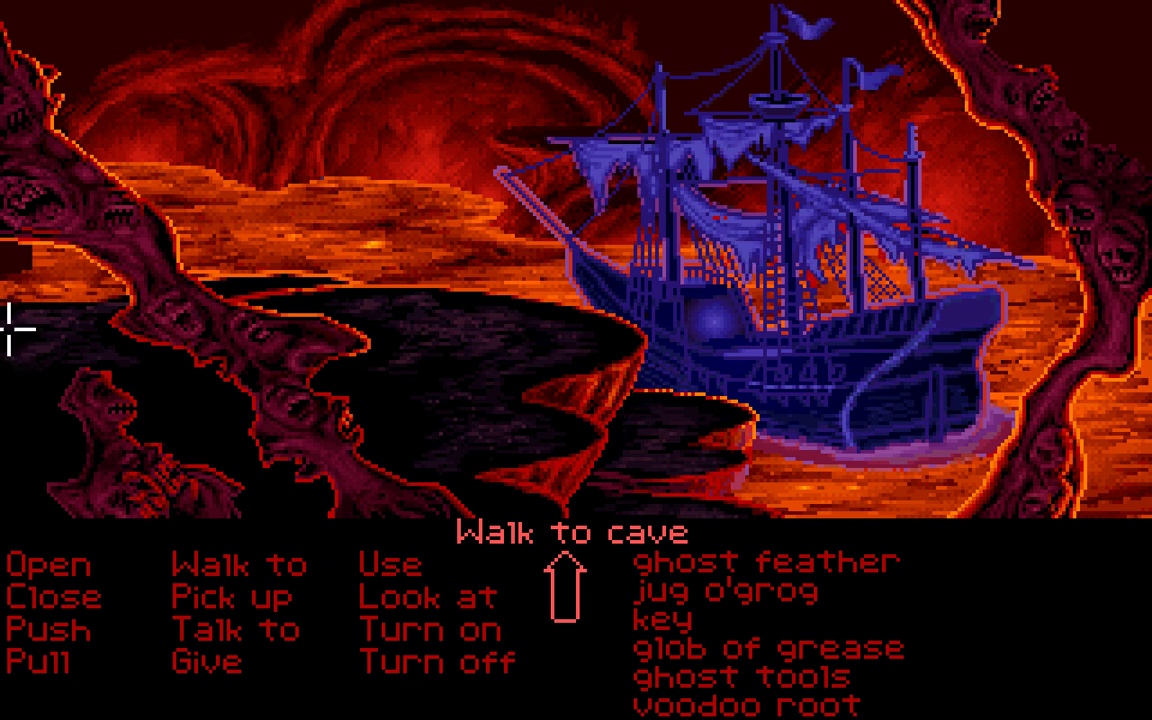 Walk to cave
Open Walk to Use
Close Pick up Look at
Push Talk to Turn on
Pull Give Turn off
ghost feather
jug o'grog
key
glob of grease
ghost tools
voodoo root